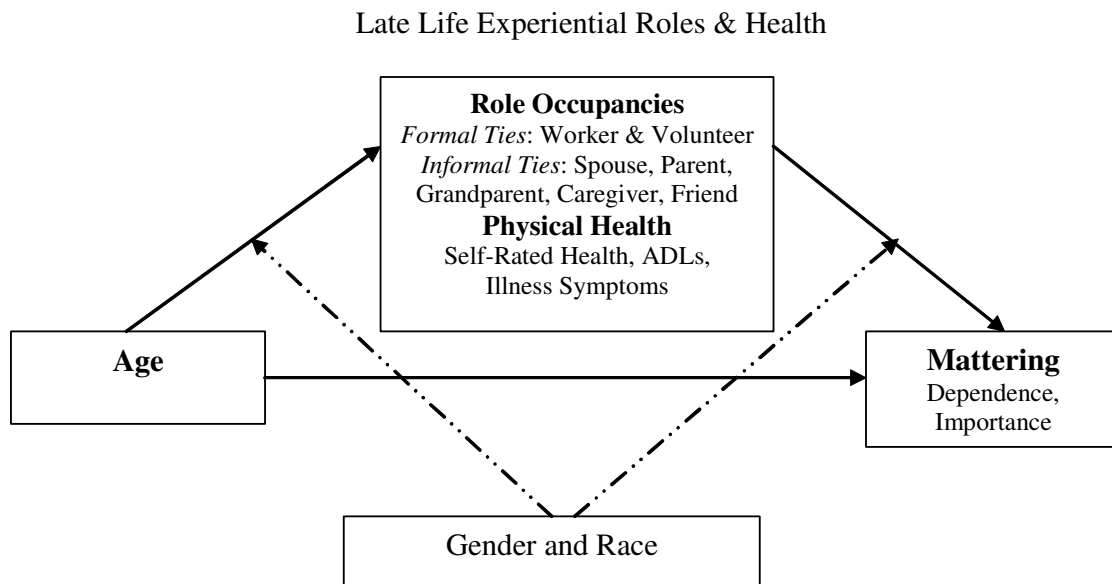 Late Life Experiential Roles & Health
Role Occupancies
Formal Ties: Worker & Volunteer
Informal Ties: Spouse, Parent,
Grandparent, Caregiver, Friend
Physical Health
Self-Rated Health, ADLs,
Illness Symptoms
Age
Mattering
Dependence,
Importance
Gender and Race